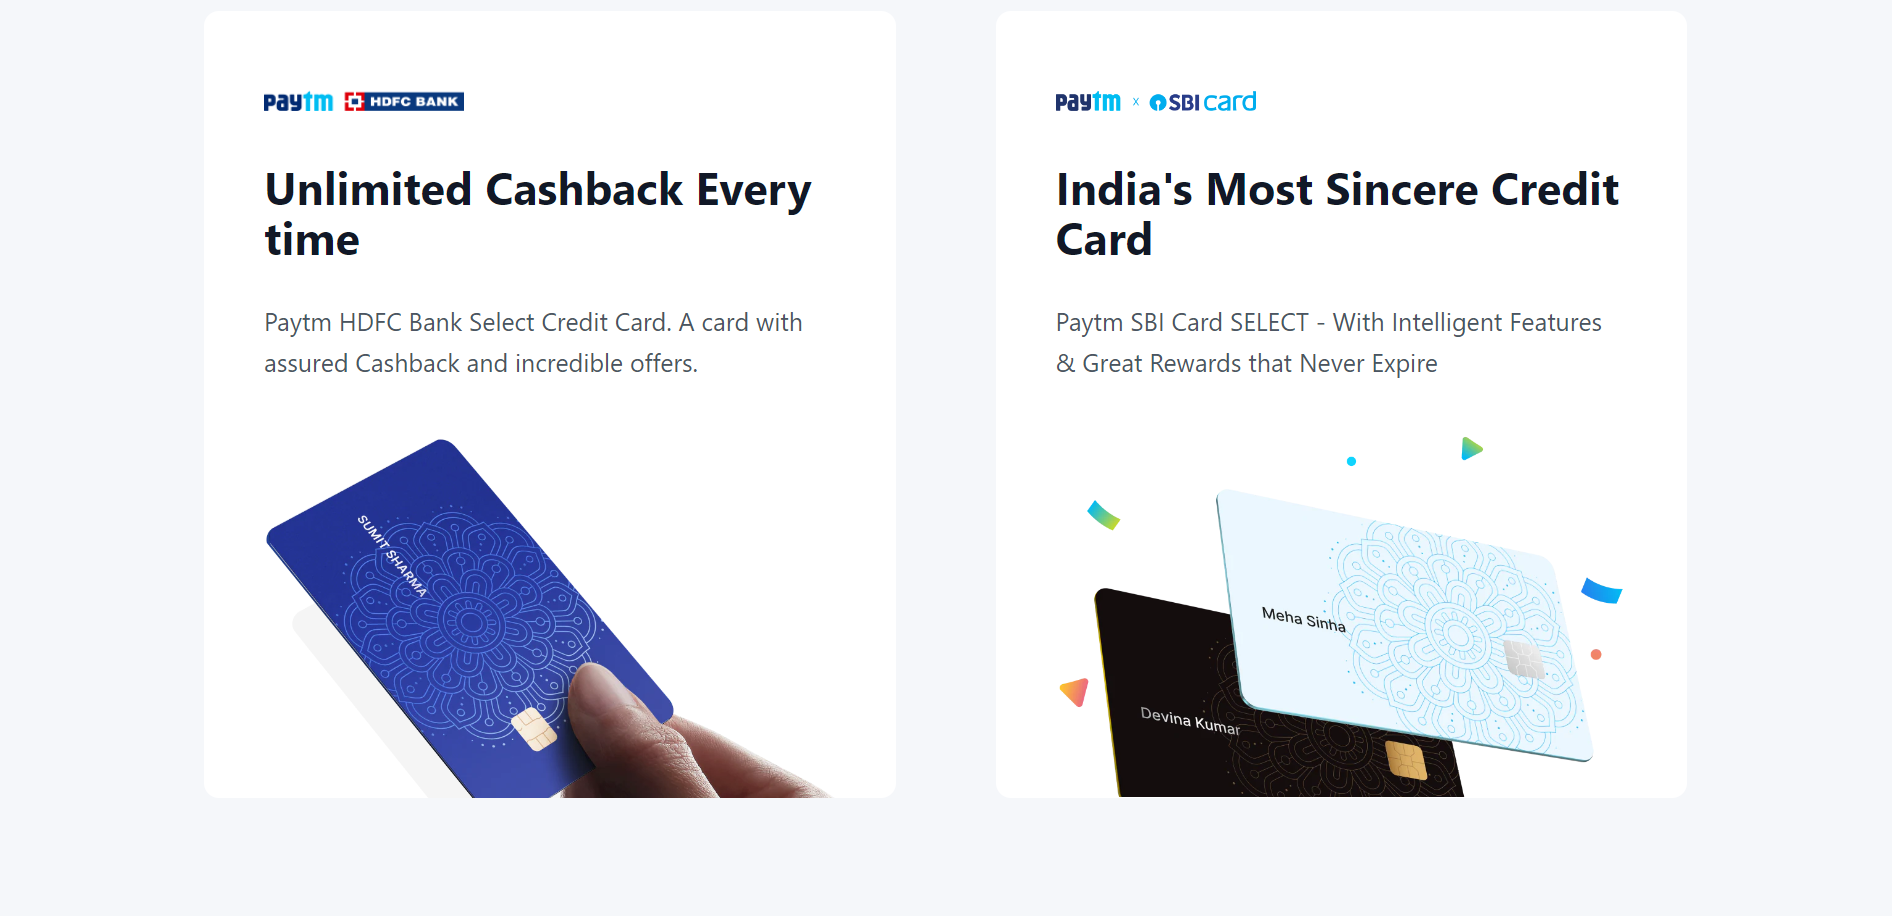 paytm HDFC BANK
Unlimited Cashback Every
time
Paytm HDFC Bank Select Credit Card. A card with
assured Cashback and incredible offers.
SUMIT SHARMA
paytm x SBI card
India's Most Sincere Credit
Card
Paytm SBI Card SELECT - With Intelligent Features
& Great Rewards that Never Expire
Meha Sinha
Devina Kumar